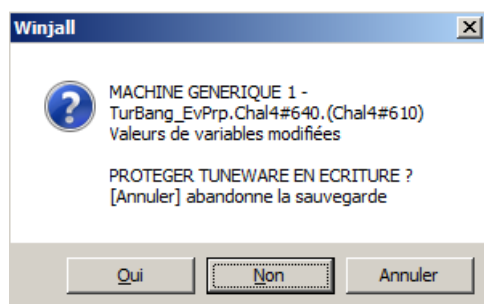 Winjall
MACHINE GENERIQUE 1 -
TurBang_EvPrp.Chal4#640.(Chal4#610)
Valeurs de variables modifiées
PROTEGER TUNEWARE EN ECRITURE ?
[Annuler] abandonne la sauvegarde
Oui
Non
Annuler